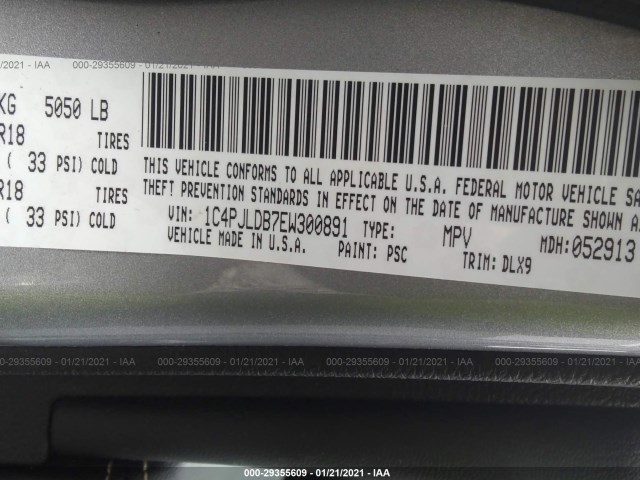 /2021 - IAA 000-29355609 - 01/21/2021 - IAA 000-29355609 - 01/21/2021 - IAA
KG 5050 LB
R18 TIRES
( 33 PSI) COLD
R18 TIRES
( 33 PSI) COLD
THIS VEHICLE CONFORMS TO ALL APPLICABLE U.S.A. FEDERAL MOTOR VEHICLE SA
THEFT PREVENTION STANDARDS IN EFFECT ON THE DATE OF MANUFACTURE SHOWN A
VIN: 1C4PJLDB7EW300891 TYPE: MPV MDH:052913
VEHICLE MADE IN U.S.A. PAINT: PSC TRIM: DLX9
/2021 - IAA 000-29355609 - 01/21/2021 - IAA 000-29355609 - 01/21/2021 - IAA
000-29355609 - 01/21/2021 - IAA